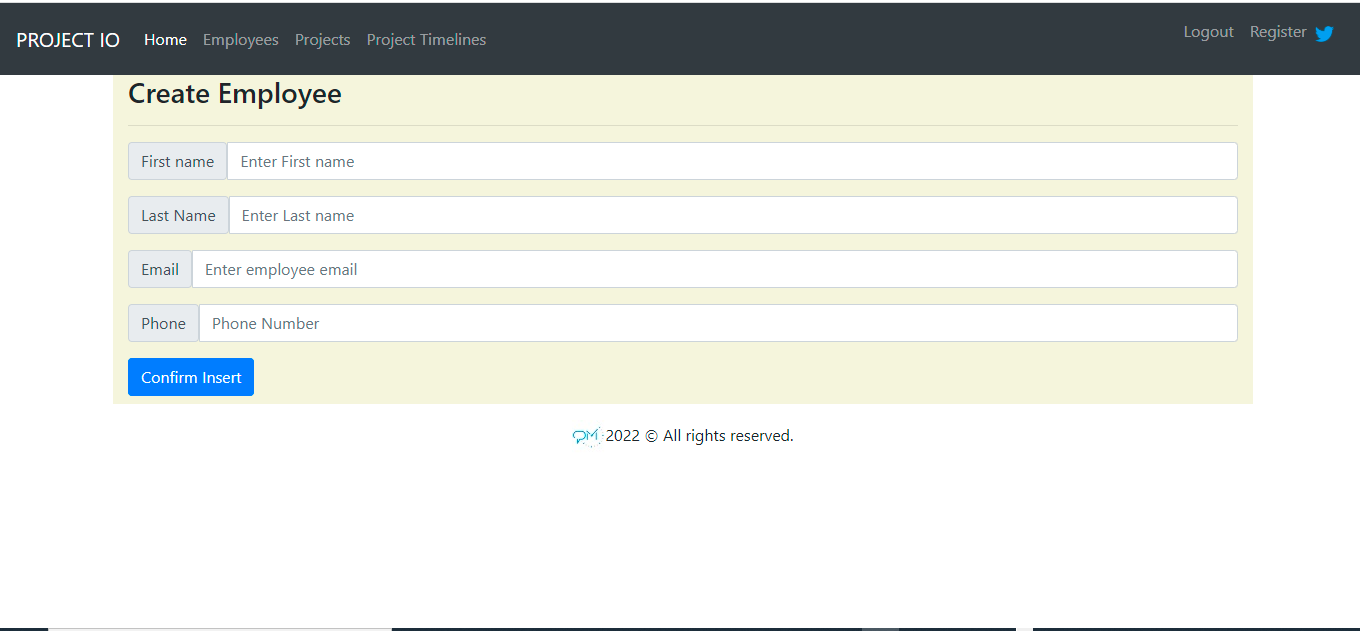 PROJECT IO Home Employees Projects Project Timelines Logout Register
Create Employee
First name Enter First name
Last Name Enter Last name
Email Enter employee email
Phone Phone Number
Confirm Insert
PM 2022 © All rights reserved.